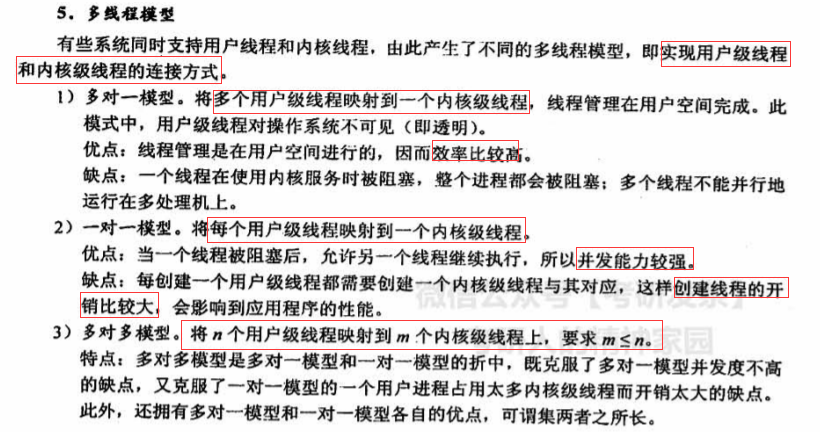 5．多线程模型
有些系统同时支持用户线程和内核线程，由此产生了不同的多线程模型，即实现用户级线程
和内核级线程的连接方式。
1）多对一模型。将多个用户级线程映射到一个内核级线程，线程管理在用户空间完成。此
模式中，用户级线程对操作系统不可见（即透明）。
优点：线程管理是在用户空间进行的，因而效率比较高。
缺点：一个线程在使用内核服务时被阻塞，整个进程都会被阻塞；多个线程不能并行地
运行在多处理机上。
2）一对一模型。将每个用户级线程映射到一个内核级线程。
优点：当一个线程被阻塞后，允许另一个线程继续执行，所以并发能力较强。
缺点：每创建一个用户级线程都需要创建一个内核级线程与其对应，这样创建线程的开
销比较大，会影响到应用程序的性能。
3）多对多模型。将 n 个用户级线程映射到 m 个内核级线程上，要求 m≤n。
特点：多对多模型是多对一模型和一对一模型的折中，既克服了多对一模型并发度不高
的缺点，又克服了一对一模型的一个用户进程占用太多内核级线程而开销太大的缺点。
此外，还拥有多对一模型和一对一模型各自的优点，可谓集两者之所长。